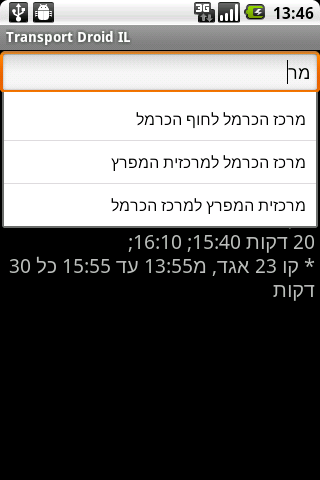 3G
13:46
Transport Droid IL
מר
מרכז הכרמל לחוף הכרמל
מרכז הכרמל למרכזית המפרץ
מרכזית המפרץ למרכז הכרמל
20 דקות 15:40; 16:10;
* קו 23 אגד, מ13:55 עד 15:55 כל 30
דקות